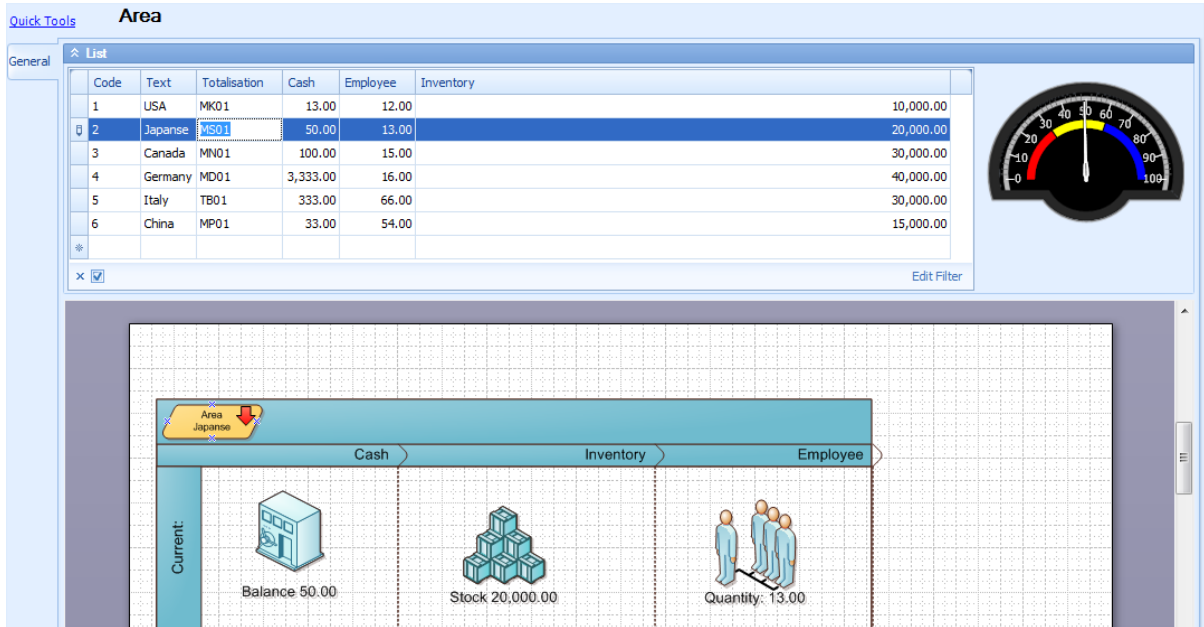 Quick Tools
Area
General
List
Code Text Totalisation Cash Employee Inventory
1 USA MK01 13.00 12.00 10,000.00
2 Japanse MS01 50.00 13.00 20,000.00
3 Canada MN01 100.00 15.00 30,000.00
4 Germany MD01 3,333.00 16.00 40,000.00
5 Italy TB01 333.00 66.00 30,000.00
6 China MP01 33.00 54.00 15,000.00
Edit Filter
0 10 20 30 40 50 60 70 80 90 100
Area
Japanse
Cash Inventory Employee
Current:
Balance 50.00 Stock 20,000.00 Quantity: 13.00